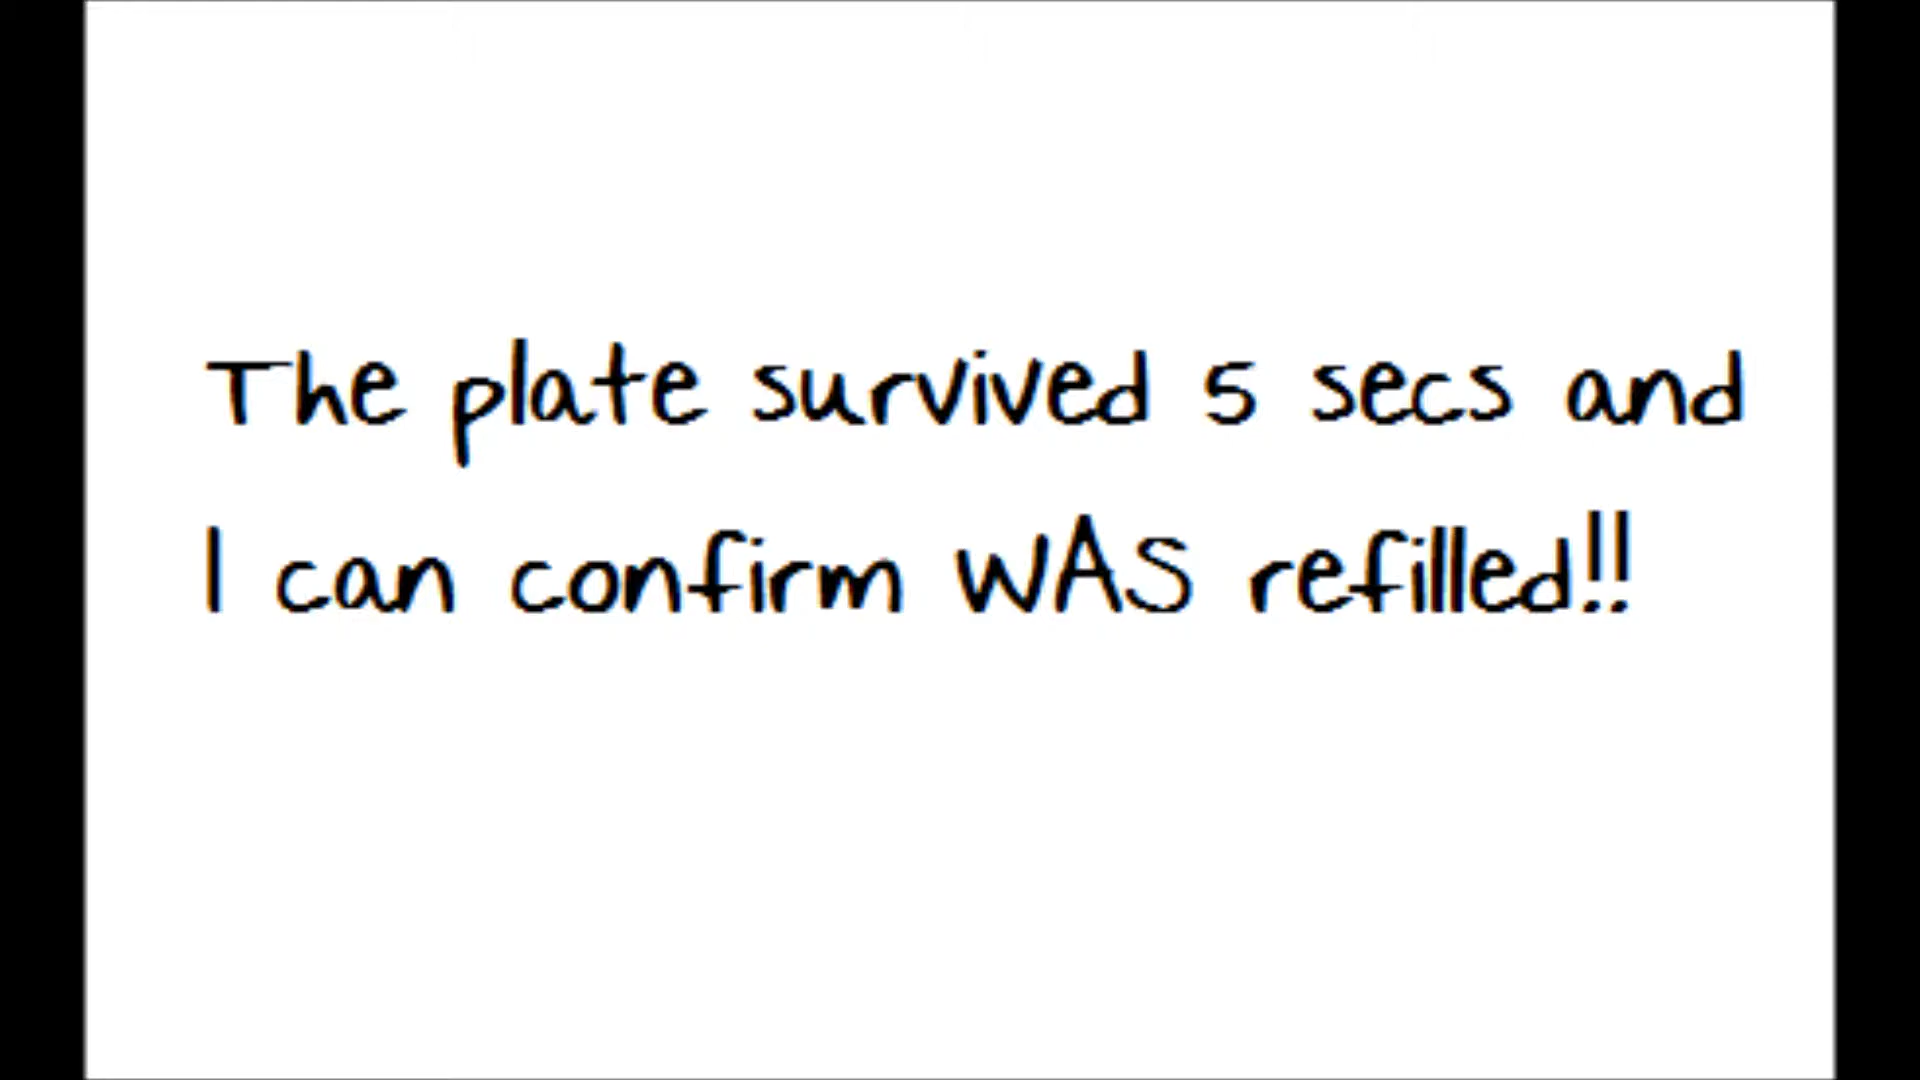 The plate survived 5 secs and
I can confirm WAS refilled!!